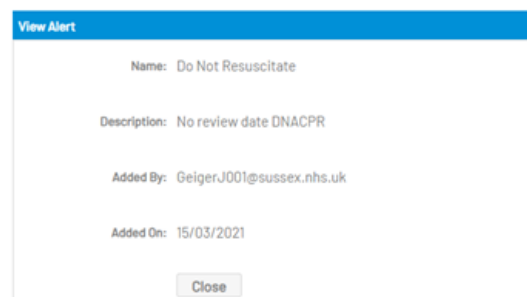 View Alert
Name: Do Not Resuscitate
Description: No review date DNACPR
Added By: GeigerJ001@sussex.nhs.uk
Added On: 15/03/2021
Close